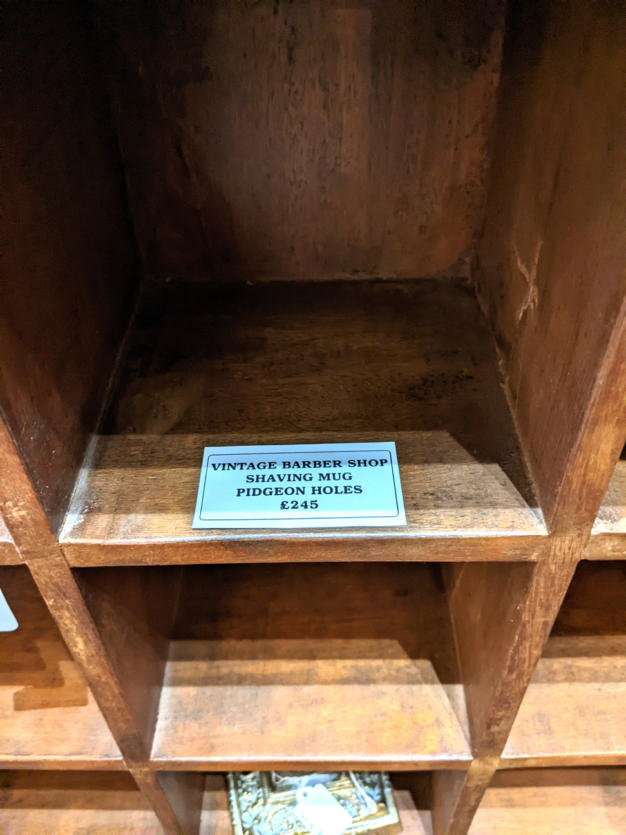 VINTAGE BARBER SHOP
SHAVING MUG
PIDGEON HOLES
£245